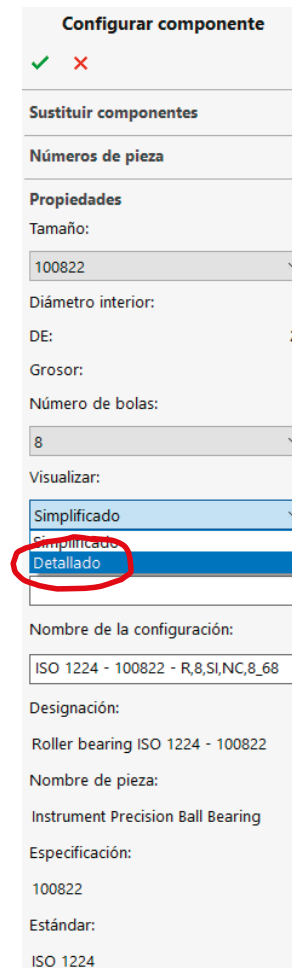 Configurar componente
Sustituir componentes
Números de pieza
Propiedades
Tamaño:
100822
Diámetro interior:
DE:
Grosor:
Número de bolas:
8
Visualizar:
Simplificado
Simplificado
Detallado
Nombre de la configuración:
ISO 1224 - 100822 - R,8,SI,NC,8_68
Designación:
Roller bearing ISO 1224 - 100822
Nombre de pieza:
Instrument Precision Ball Bearing
Especificación:
100822
Estándar:
ISO 1224